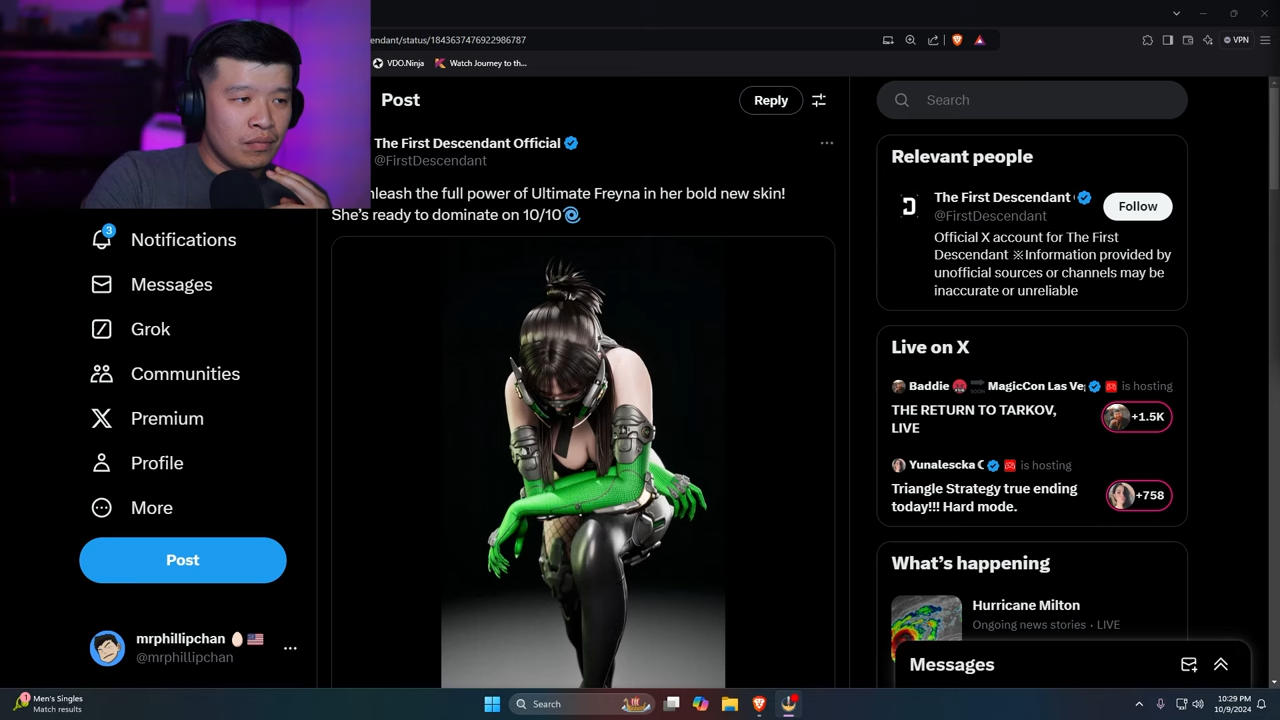 endant/status/1843637476922986787
VPN
VDO.Ninja
Watch Journey to th...
Post
Reply
Search
The First Descendant Official
@FirstDescendant
leash the full power of Ultimate Freyna in her bold new skin!
She's ready to dominate on 10/10
Notifications
3
Messages
Grok
Communities
Premium
Profile
More
Post
mrphillipchan
@mrphillipchan
Relevant people
The First Descendant
@FirstDescendant
Follow
Official X account for The First
Descendant ※Information provided by
unofficial sources or channels may be
inaccurate or unreliable
Live on X
Baddie MagicCon Las Ve is hosting
THE RETURN TO TARKOV,
LIVE
+1.5K
Yunalescka is hosting
Triangle Strategy true ending
today!!! Hard mode.
+758
What's happening
Hurricane Milton
Ongoing news stories · LIVE
Messages
1
Men's Singles
Match results
Search
10:29 PM
10/9/2024